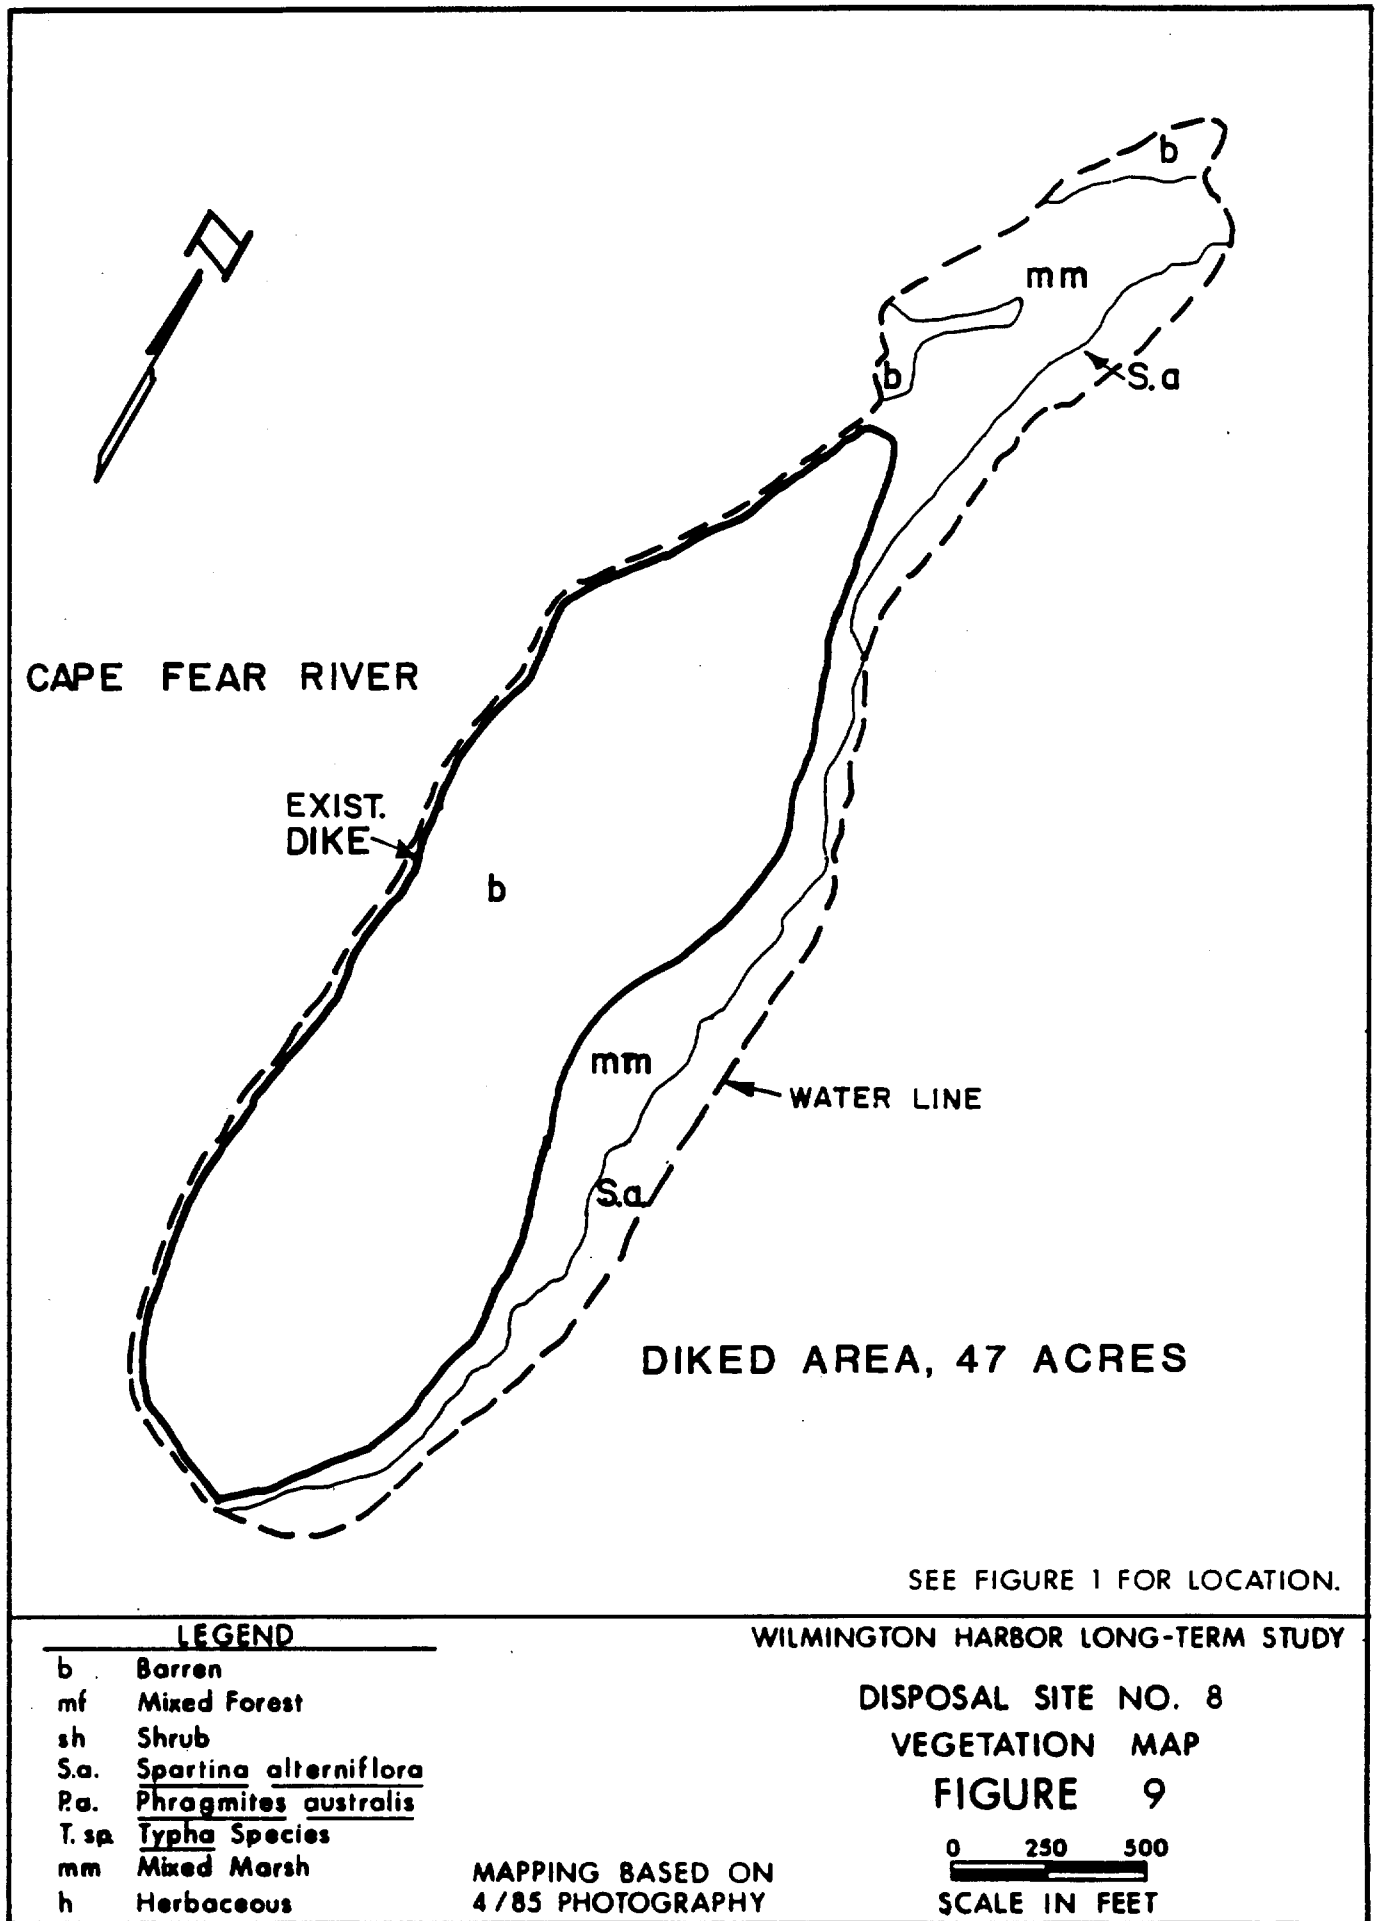 N
b
mm
b
S.a
CAPE FEAR RIVER
EXIST.
DIKE
b
mm
WATER LINE
S.a.
DIKED AREA, 47 ACRES
SEE FIGURE 1 FOR LOCATION.
LEGEND
b Barren
mf Mixed Forest
sh Shrub
S.a. Spartina alterniflora
P.a. Phragmites australis
T. sp. Typha Species
mm Mixed Marsh
h Herbaceous
MAPPING BASED ON
4/85 PHOTOGRAPHY
WILMINGTON HARBOR LONG-TERM STUDY
DISPOSAL SITE NO. 8
VEGETATION MAP
FIGURE 9
0 250 500
SCALE IN FEET